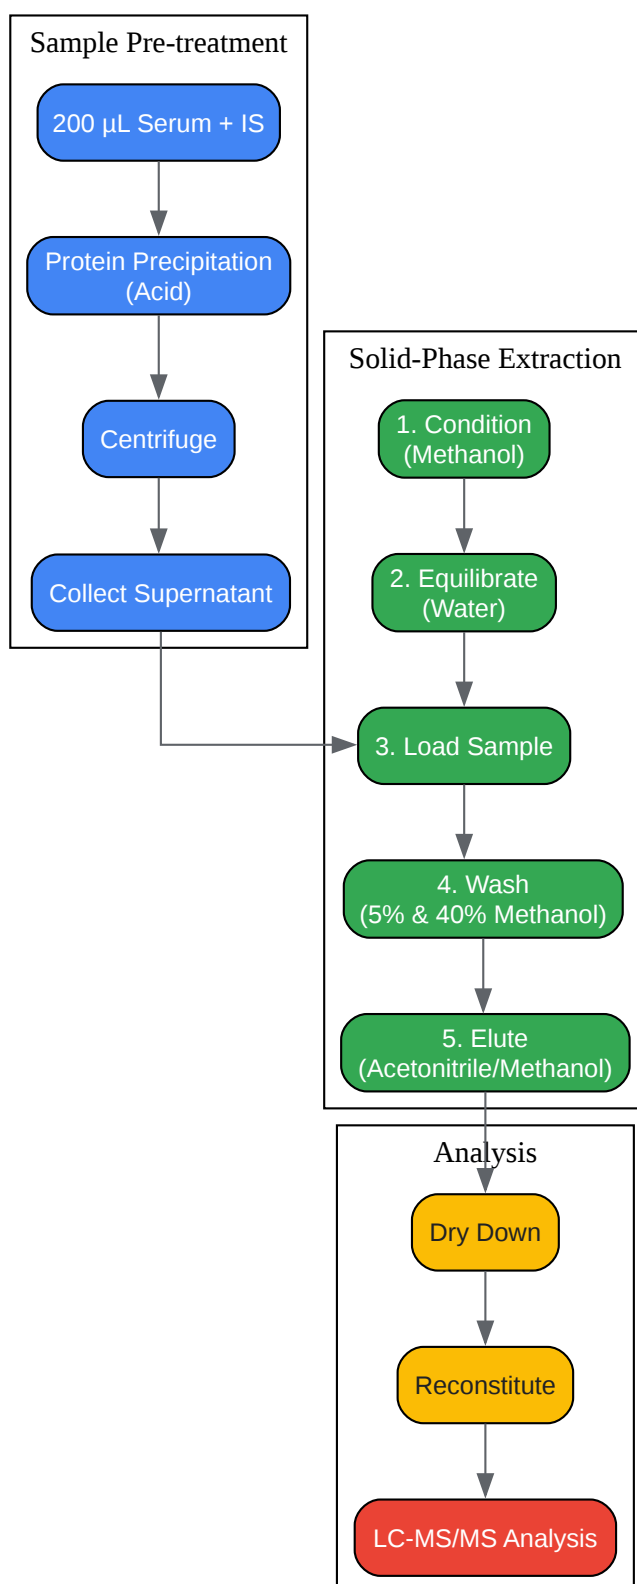 Sample Pre-treatment
200 µL Serum + IS
Protein Precipitation
(Acid)
Centrifuge
Collect Supernatant
Solid-Phase Extraction
1. Condition
(Methanol)
2. Equilibrate
(Water)
3. Load Sample
4. Wash
(5% & 40% Methanol)
5. Elute
(Acetonitrile/Methanol)
Analysis
Dry Down
Reconstitute
LC-MS/MS Analysis